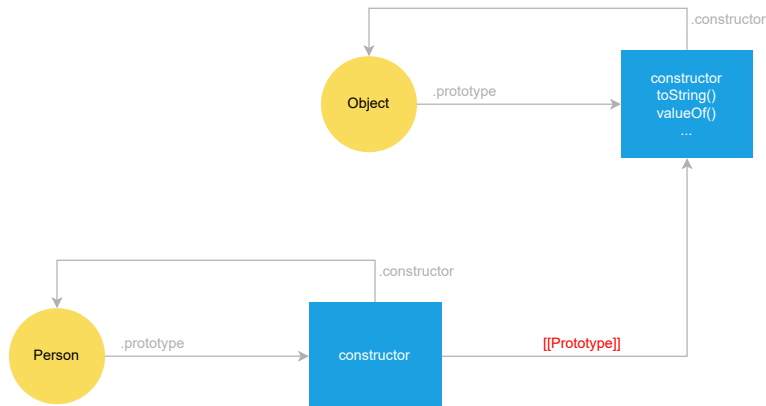 .constructor
Object
.prototype
constructor
toString()
valueOf()
...
.constructor
Person
.prototype
constructor
[[Prototype]]